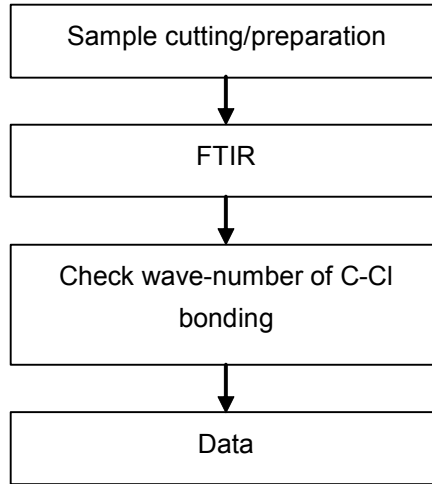 Sample cutting/preparation
FTIR
Check wave-number of C-Cl
bonding
Data